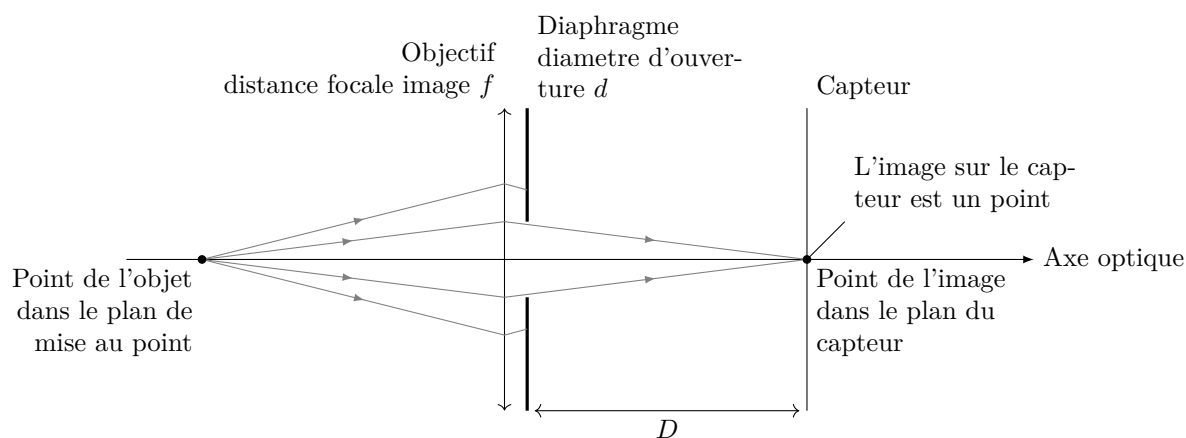 Objectif
distance focale image f
Diaphragme
diametre d'ouver-
ture d
Capteur
L'image sur le cap-
teur est un point
Axe optique
Point de l'objet
dans le plan de
mise au point
Point de l'image
dans le plan du
capteur
D